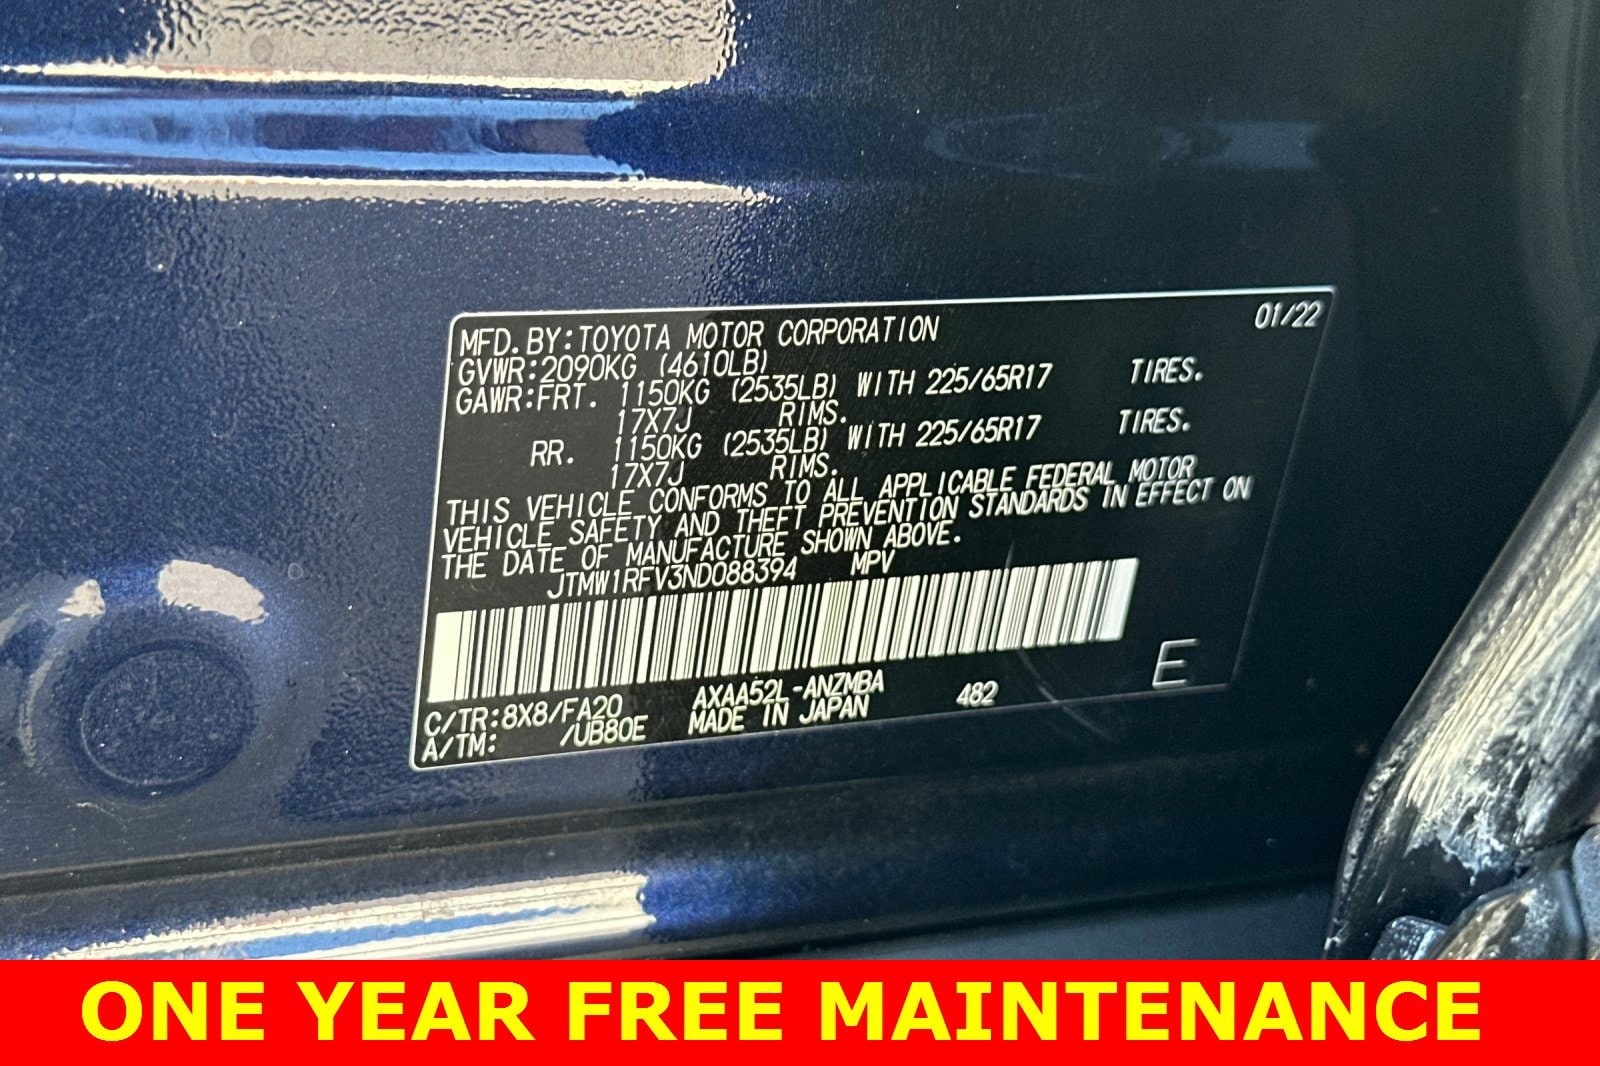 01/22
MFD. BY: TOYOTA MOTOR CORPORATION
GVWR: 2090KG (4610LB)
GAWR: FRT. 1150KG (2535LB) WITH 225/65R17 TIRES.
17X7J RIMS.
RR. 1150KG (2535LB) WITH 225/65R17 TIRES.
17X7J RIMS.
THIS VEHICLE CONFORMS TO ALL APPLICABLE FEDERAL MOTOR
VEHICLE SAFETY AND THEFT PREVENTION STANDARDS IN EFFECT ON
THE DATE OF MANUFACTURE SHOWN ABOVE.
JTMW1RFV3ND088394 MPV
E
C/TR: 8X8/FA20 AXAA52L-ANZMBA 482
A/TM: /UB80E MADE IN JAPAN
ONE YEAR FREE MAINTENANCE